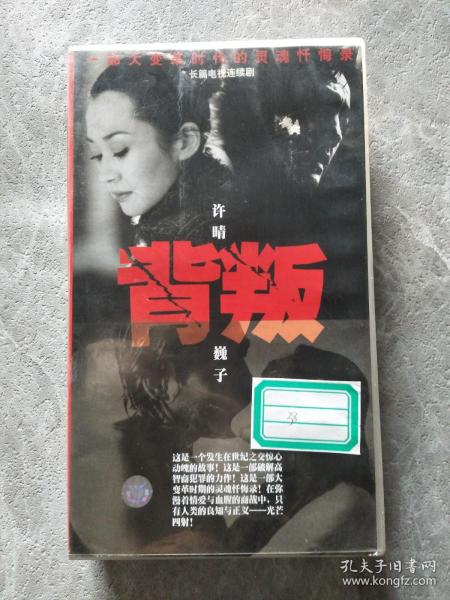 一部大变革时代的灵魂忏悔录
长篇电视连续剧
许晴
背叛
巍子
33
这是一个发生在世纪之交惊心
动魄的故事！这是一部破解高
智商犯罪的力作！这是一部大
变革时期的灵魂忏悔录！在弥
漫着情爱与血腥的商战中，只
有人类的良知与正义——光芒
四射！
孔夫子旧书网
www.kongfz.com